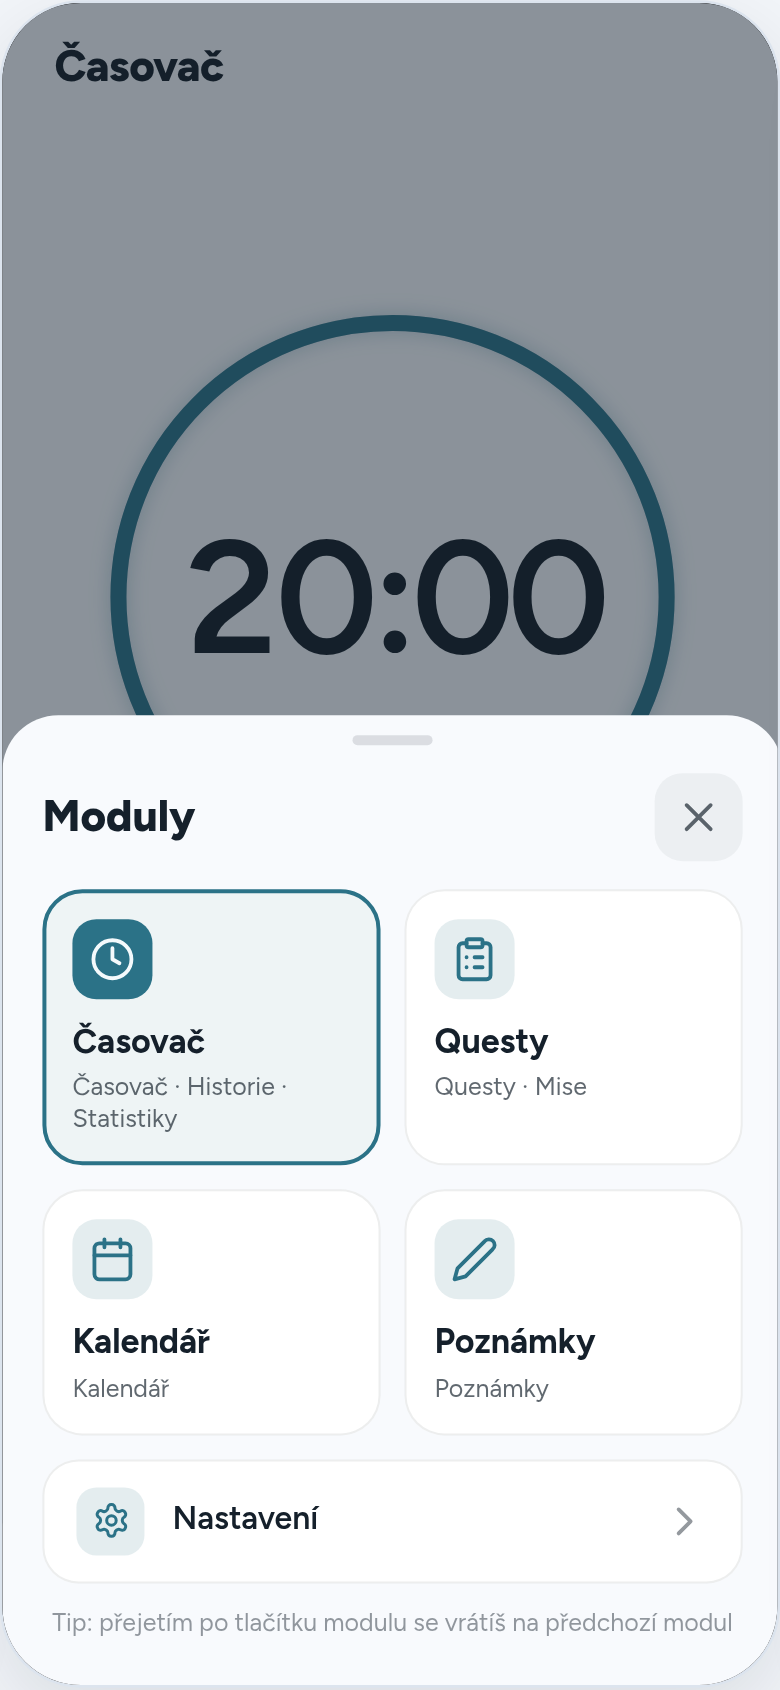 Časovač
20:00
Moduly
Časovač
Časovač · Historie ·
Statistiky
Questy
Questy · Mise
Kalendář
Kalendář
Poznámky
Poznámky
Nastavení
Tip: přejetím po tlačítku modulu se vrátíš na předchozí modul